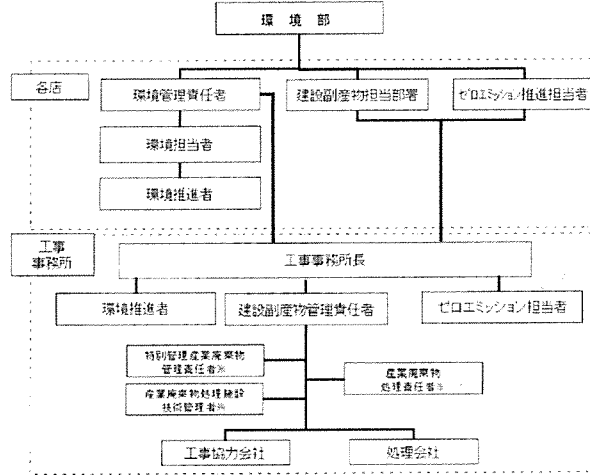 環境部
各店
環境管理責任者
建設副産物担当部署
ゼロエミッション推進担当者
環境担当者
環境推進者
工事
事務所
工事事務所長
環境推進者
建設副産物管理責任者
ゼロエミッション担当者
特別管理産業廃棄物
管理責任者※
産業廃棄物
処理責任者※
産業廃棄物処理施設
技術管理者※
工事協力会社
処理会社